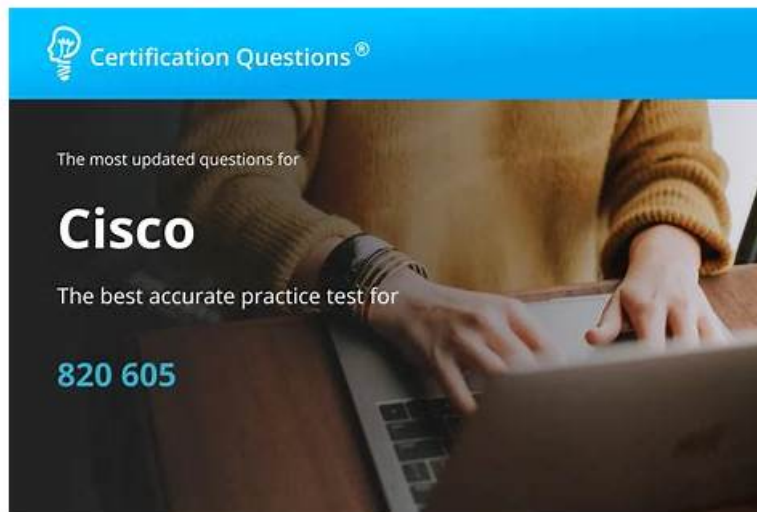 Certification Questions ®
The most updated questions for
Cisco
The best accurate practice test for
820 605